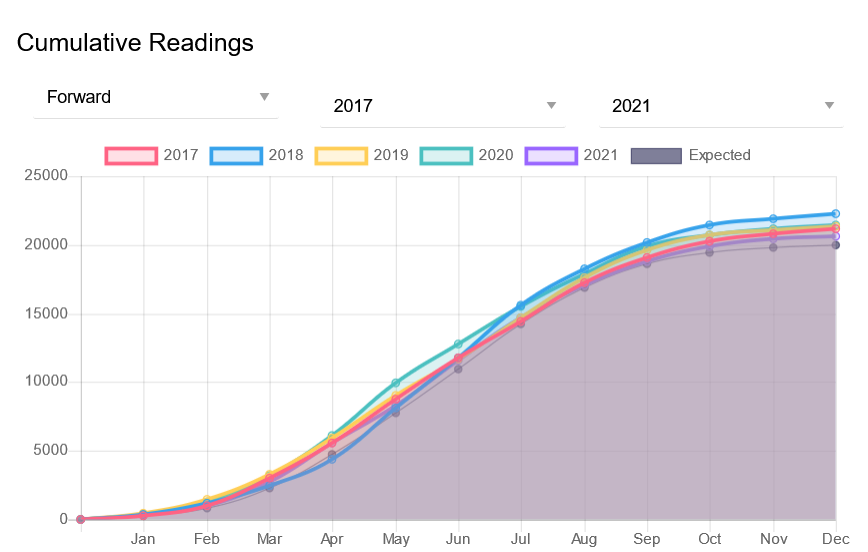 Cumulative Readings
Forward
2017
2021
2017 2018 2019 2020 2021 Expected
25000
20000
15000
10000
5000
0
Jan Feb Mar Apr May Jun Jul Aug Sep Oct Nov Dec